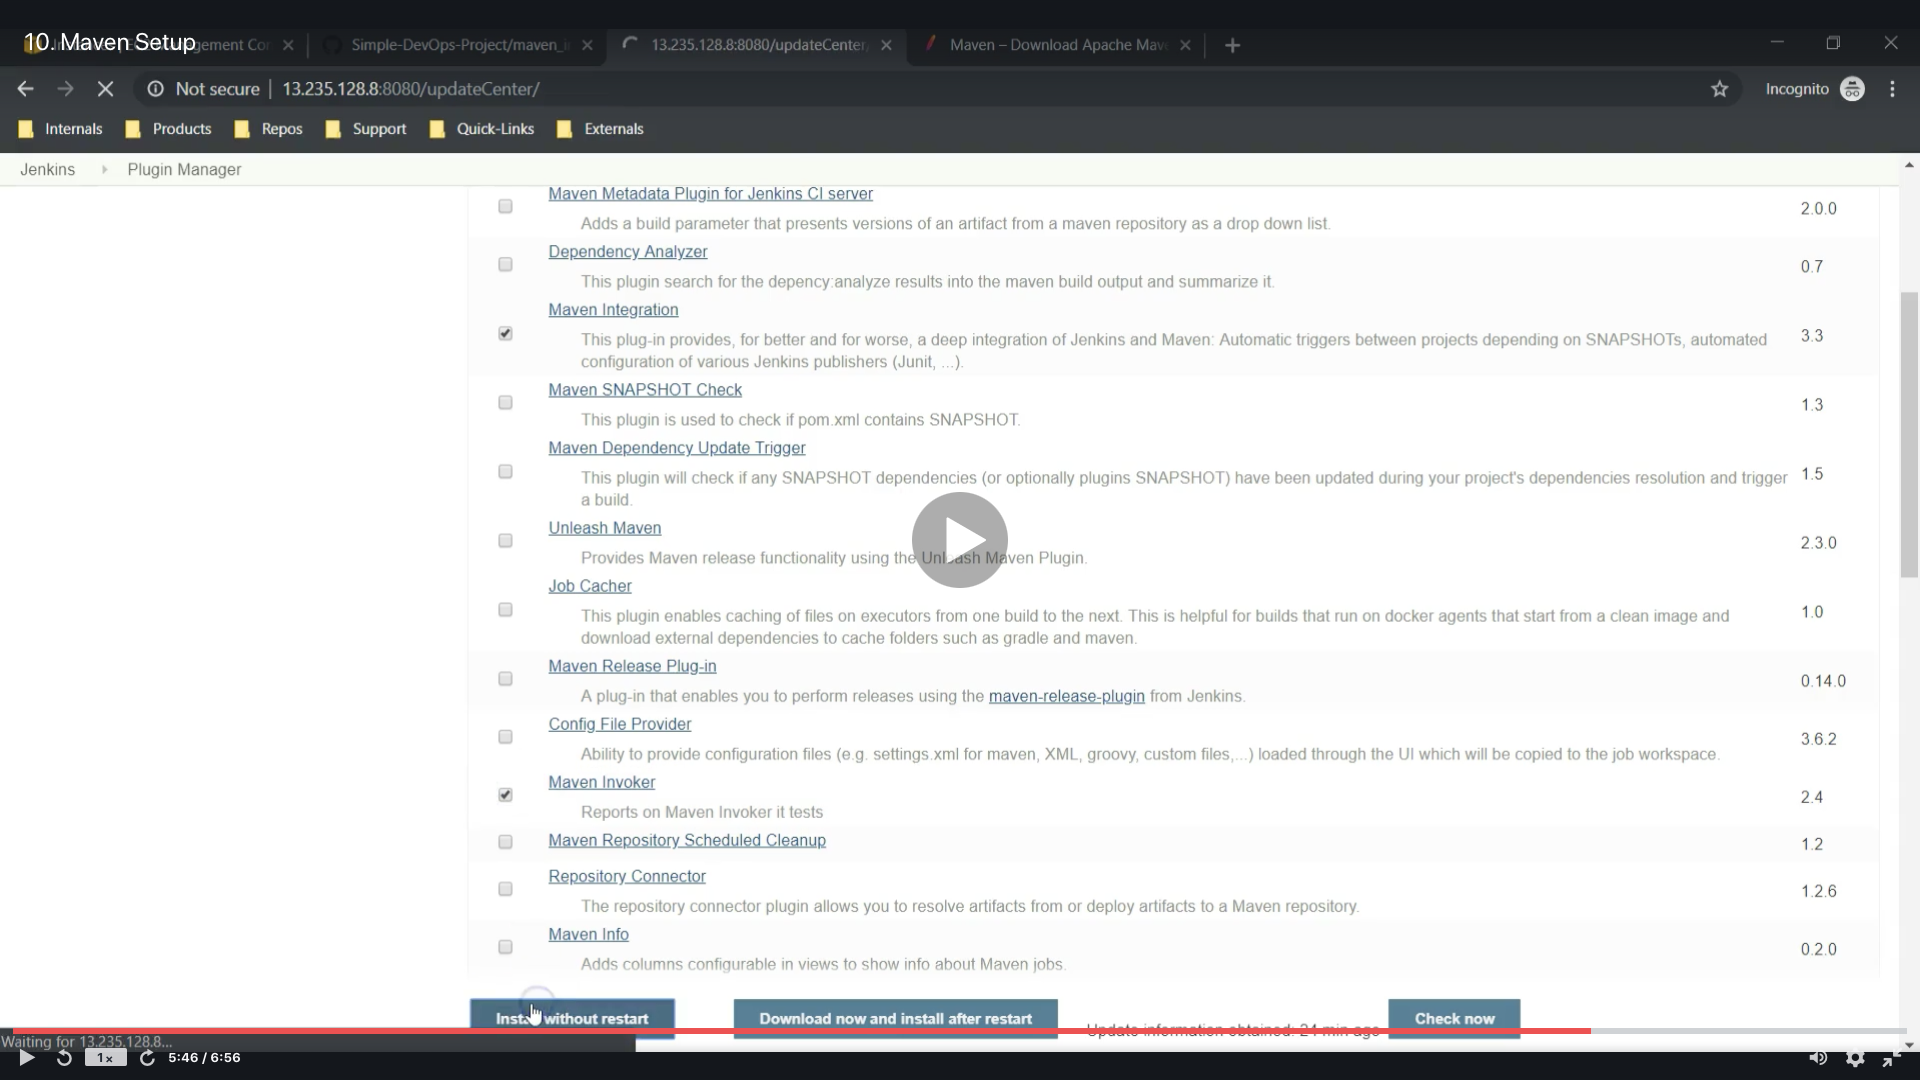 10. Maven Setup
Simple-DevOps-Project/maven_i
13.235.128.8:8080/updateCenter/
Maven – Download Apache Mav
Not secure
13.235.128.8:8080/updateCenter/
Incognito
Internals
Products
Repos
Support
Quick-Links
Externals
Jenkins
Plugin Manager
Maven Metadata Plugin for Jenkins CI server
Adds a build parameter that presents versions of an artifact from a maven repository as a drop down list.
2.0.0
Dependency Analyzer
This plugin search for the depency:analyze results into the maven build output and summarize it.
0.7
Maven Integration
This plug-in provides, for better and for worse, a deep integration of Jenkins and Maven: Automatic triggers between projects depending on SNAPSHOTs, automated
configuration of various Jenkins publishers (Junit, ...).
3.3
Maven SNAPSHOT Check
This plugin is used to check if pom.xml contains SNAPSHOT.
1.3
Maven Dependency Update Trigger
This plugin will check if any SNAPSHOT dependencies (or optionally plugins SNAPSHOT) have been updated during your project's dependencies resolution and trigger
a build.
1.5
Unleash Maven
Provides Maven release functionality using the Unleash Maven Plugin.
2.3.0
Job Cacher
This plugin enables caching of files on executors from one build to the next. This is helpful for builds that run on docker agents that start from a clean image and
download external dependencies to cache folders such as gradle and maven.
1.0
Maven Release Plug-in
A plug-in that enables you to perform releases using the maven-release-plugin from Jenkins.
0.14.0
Config File Provider
Ability to provide configuration files (e.g. settings.xml for maven, XML, groovy, custom files,...) loaded through the UI which will be copied to the job workspace.
3.6.2
Maven Invoker
Reports on Maven Invoker it tests
2.4
Maven Repository Scheduled Cleanup
1.2
Repository Connector
The repository connector plugin allows you to resolve artifacts from or deploy artifacts to a Maven repository.
1.2.6
Maven Info
Adds columns configurable in views to show info about Maven jobs.
0.2.0
Install without restart
Download now and install after restart
Update information obtained: 24 min ago
Check now
Waiting for 13.235.128.8...
1x
5:46 / 6:56